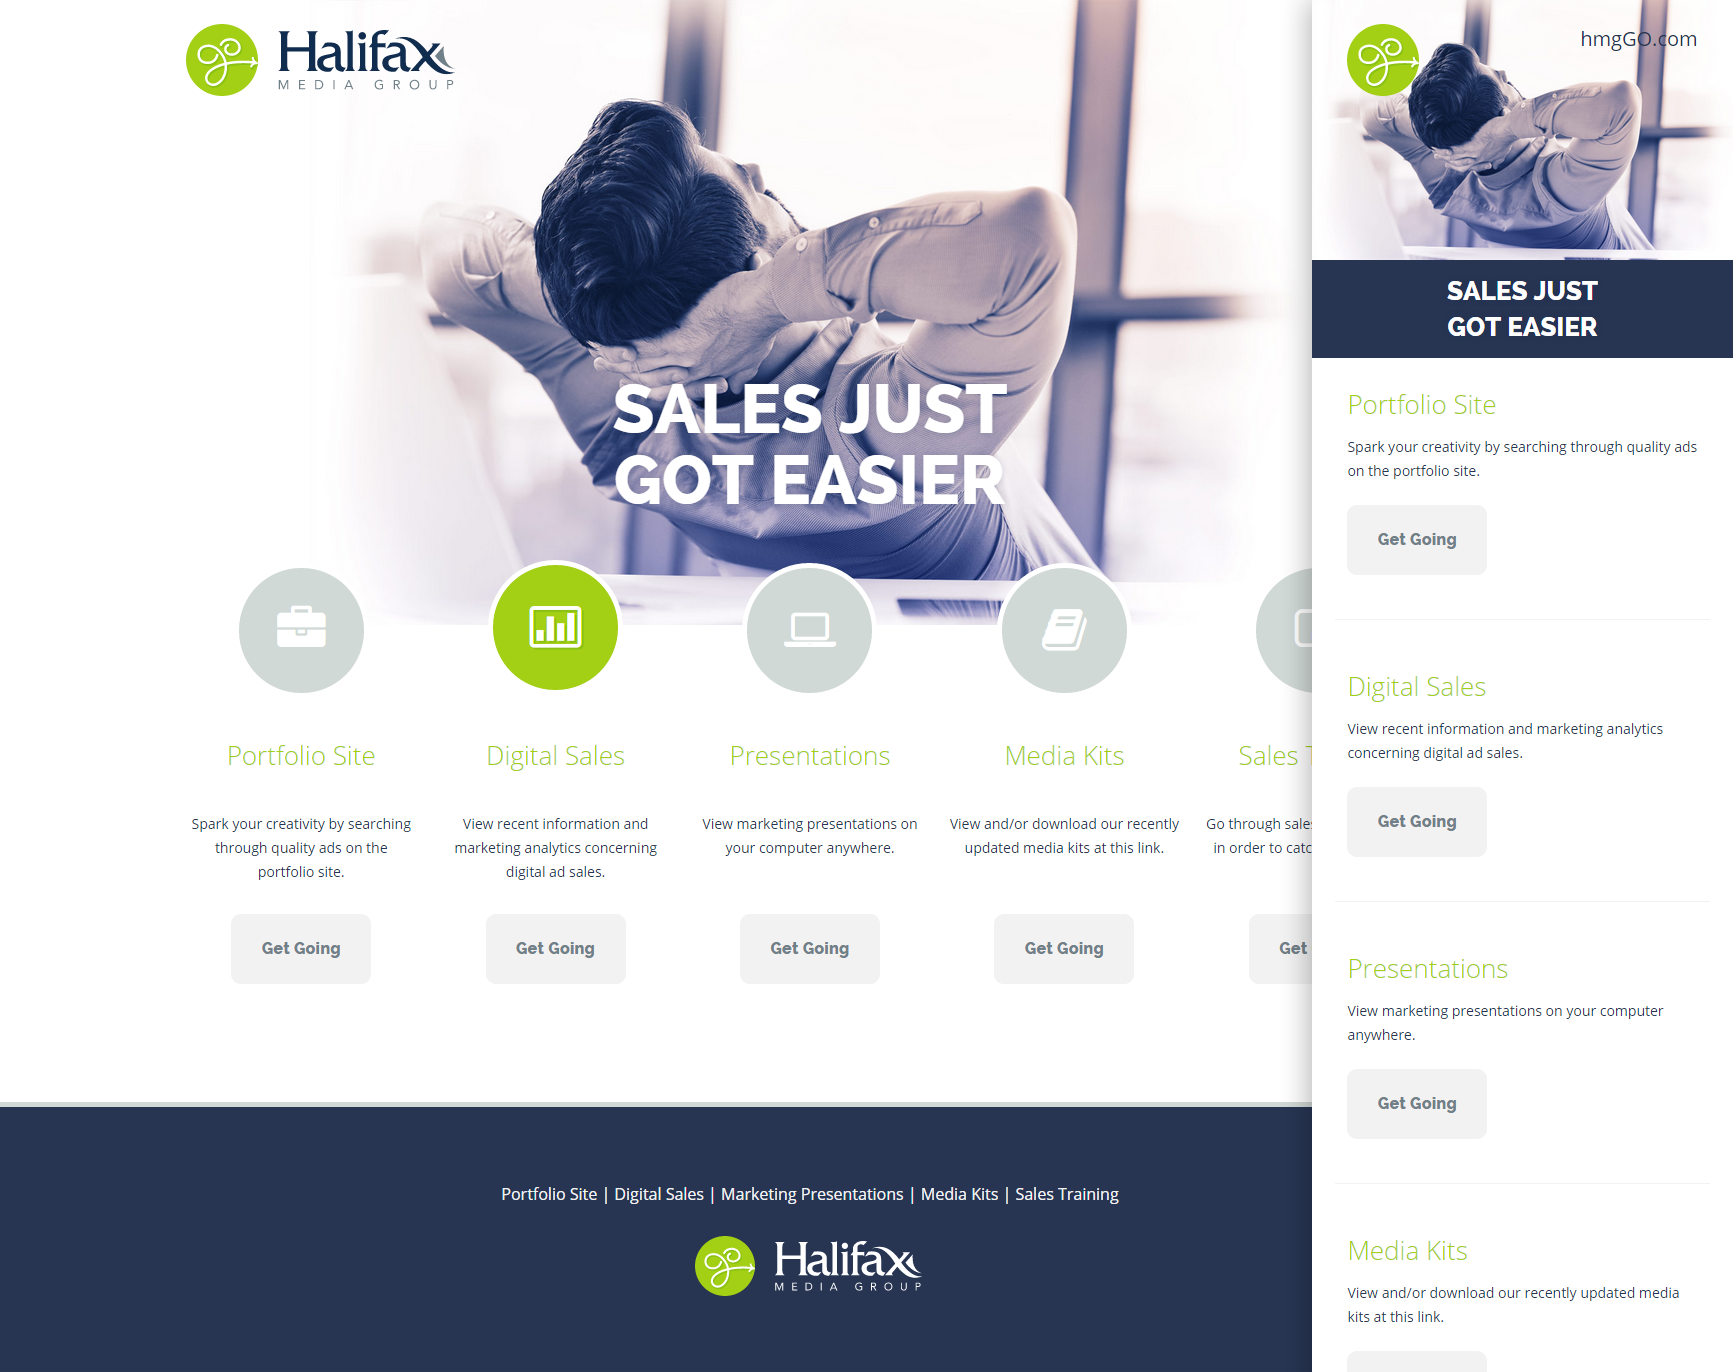 Halifax
MEDIA GROUP
SALES JUST
GOT EASIER
Portfolio Site
Spark your creativity by searching
through quality ads on the
portfolio site.
Get Going
Digital Sales
View recent information and
marketing analytics concerning
digital ad sales.
Get Going
Presentations
View marketing presentations on
your computer anywhere.
Get Going
Media Kits
View and/or download our recently
updated media kits at this link.
Get Going
Sales
Go through sales
in order to
Get
Portfolio Site | Digital Sales | Marketing Presentations | Media Kits | Sales Training
Halifax
MEDIA GROUP
hmgGO.com
SALES JUST
GOT EASIER
Portfolio Site
Spark your creativity by searching through quality ads
on the portfolio site.
Get Going
Digital Sales
View recent information and marketing analytics
concerning digital ad sales.
Get Going
Presentations
View marketing presentations on your computer
anywhere.
Get Going
Media Kits
View and/or download our recently updated media
kits at this link.